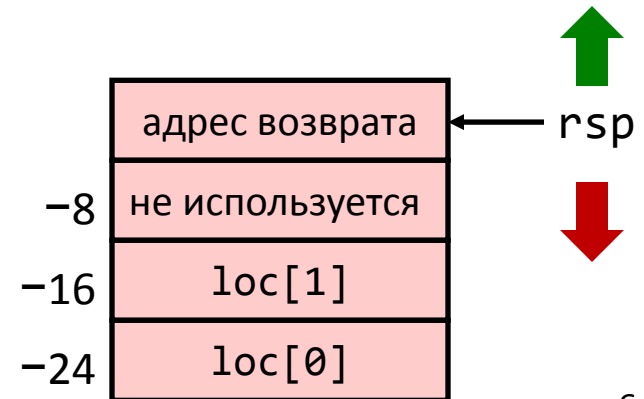 адрес возврата
rsp
−8 не используется
−16 loc[1]
−24 loc[0]